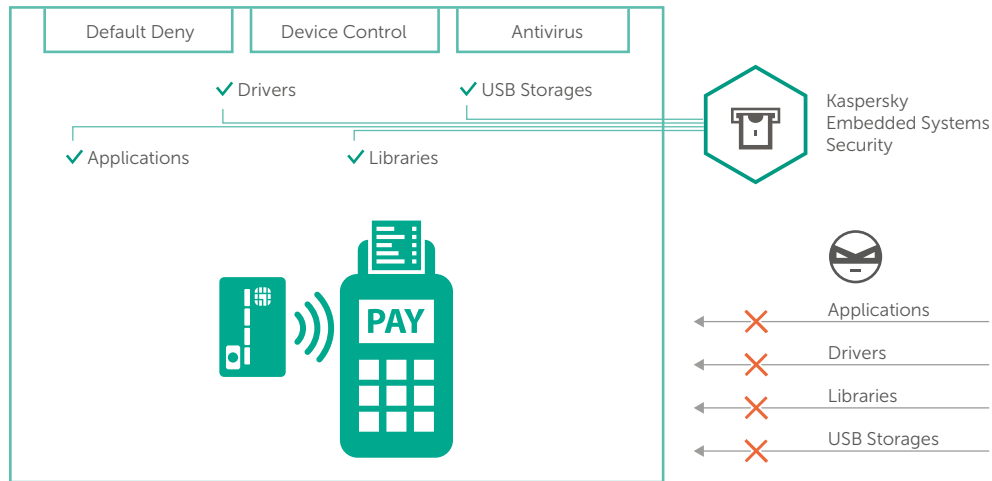 Default Deny
Device Control
Antivirus
Drivers
USB Storages
Applications
Libraries
Kaspersky
Embedded Systems
Security
PAY
Applications
Drivers
Libraries
USB Storages